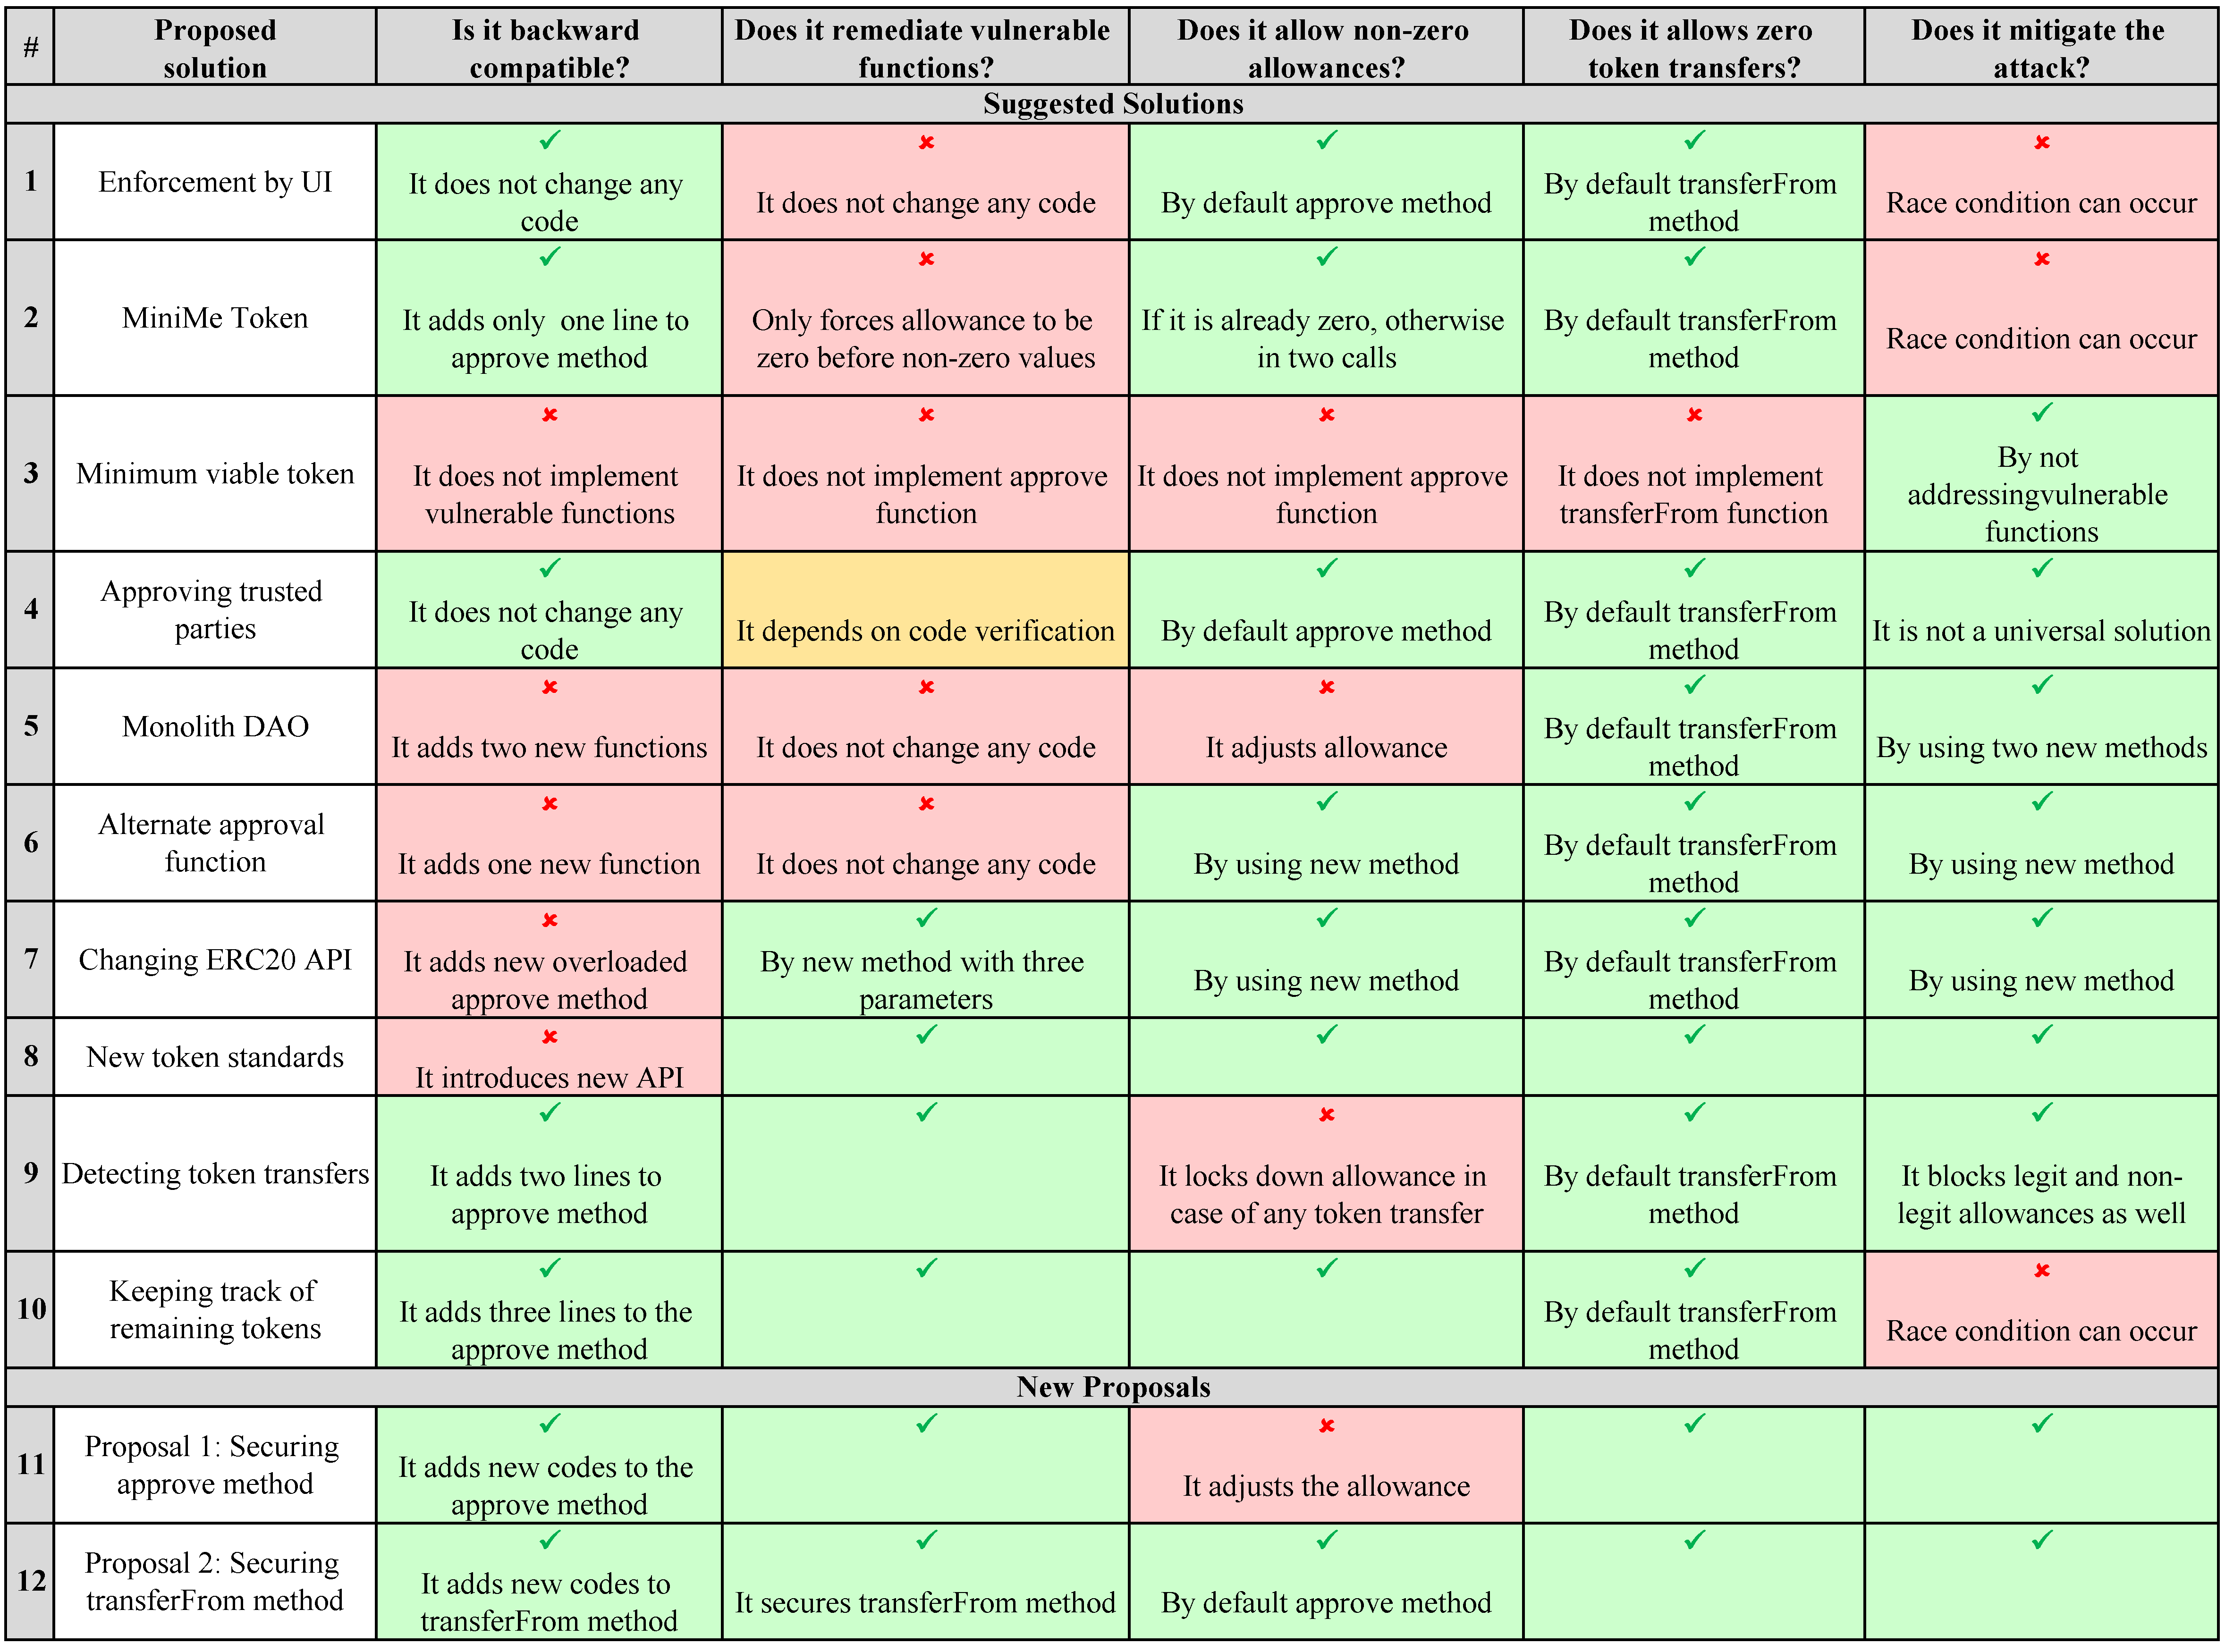 #
Proposed
solution
Is it backward
compatible?
Does it remediate vulnerable
functions?
Does it allow non-zero
allowances?
Does it allows zero
token transfers?
Does it mitigate the
attack?
Suggested Solutions
1
Enforcement by UI
✓
It does not change any
code
✗
It does not change any code
✓
By default approve method
✓
By default transferFrom
method
✗
Race condition can occur
2
MiniMe Token
✓
It adds only one line to
approve method
✗
Only forces allowance to be
zero before non-zero values
✓
If it is already zero, otherwise
in two calls
✓
By default transferFrom
method
✗
Race condition can occur
3
Minimum viable token
✗
It does not implement
vulnerable functions
✗
It does not implement approve
function
✗
It does not implement approve
function
✗
It does not implement
transferFrom function
✓
By not
addressingvulnerable
functions
4
Approving trusted
parties
✓
It does not change any
code
It depends on code verification
✓
By default approve method
✓
By default transferFrom
method
✓
It is not a universal solution
5
Monolith DAO
✗
It adds two new functions
✗
It does not change any code
✗
It adjusts allowance
✓
By default transferFrom
method
✓
By using two new methods
6
Alternate approval
function
✗
It adds one new function
✗
It does not change any code
✓
By using new method
✓
By default transferFrom
method
✓
By using new method
7
Changing ERC20 API
✗
It adds new overloaded
approve method
✓
By new method with three
parameters
✓
By using new method
✓
By default transferFrom
method
✓
By using new method
8
New token standards
✗
It introduces new API
✓
✓
✓
✓
9
Detecting token transfers
✓
It adds two lines to
approve method
✓
✗
It locks down allowance in
case of any token transfer
✓
By default transferFrom
method
✓
It blocks legit and non-
legit allowances as well
10
Keeping track of
remaining tokens
✓
It adds three lines to the
approve method
✓
✓
✓
By default transferFrom
method
✗
Race condition can occur
New Proposals
11
Proposal 1: Securing
approve method
✓
It adds new codes to the
approve method
✓
✗
It adjusts the allowance
✓
✓
12
Proposal 2: Securing
transferFrom method
✓
It adds new codes to
transferFrom method
✓
It secures transferFrom method
✓
By default approve method
✓
✓